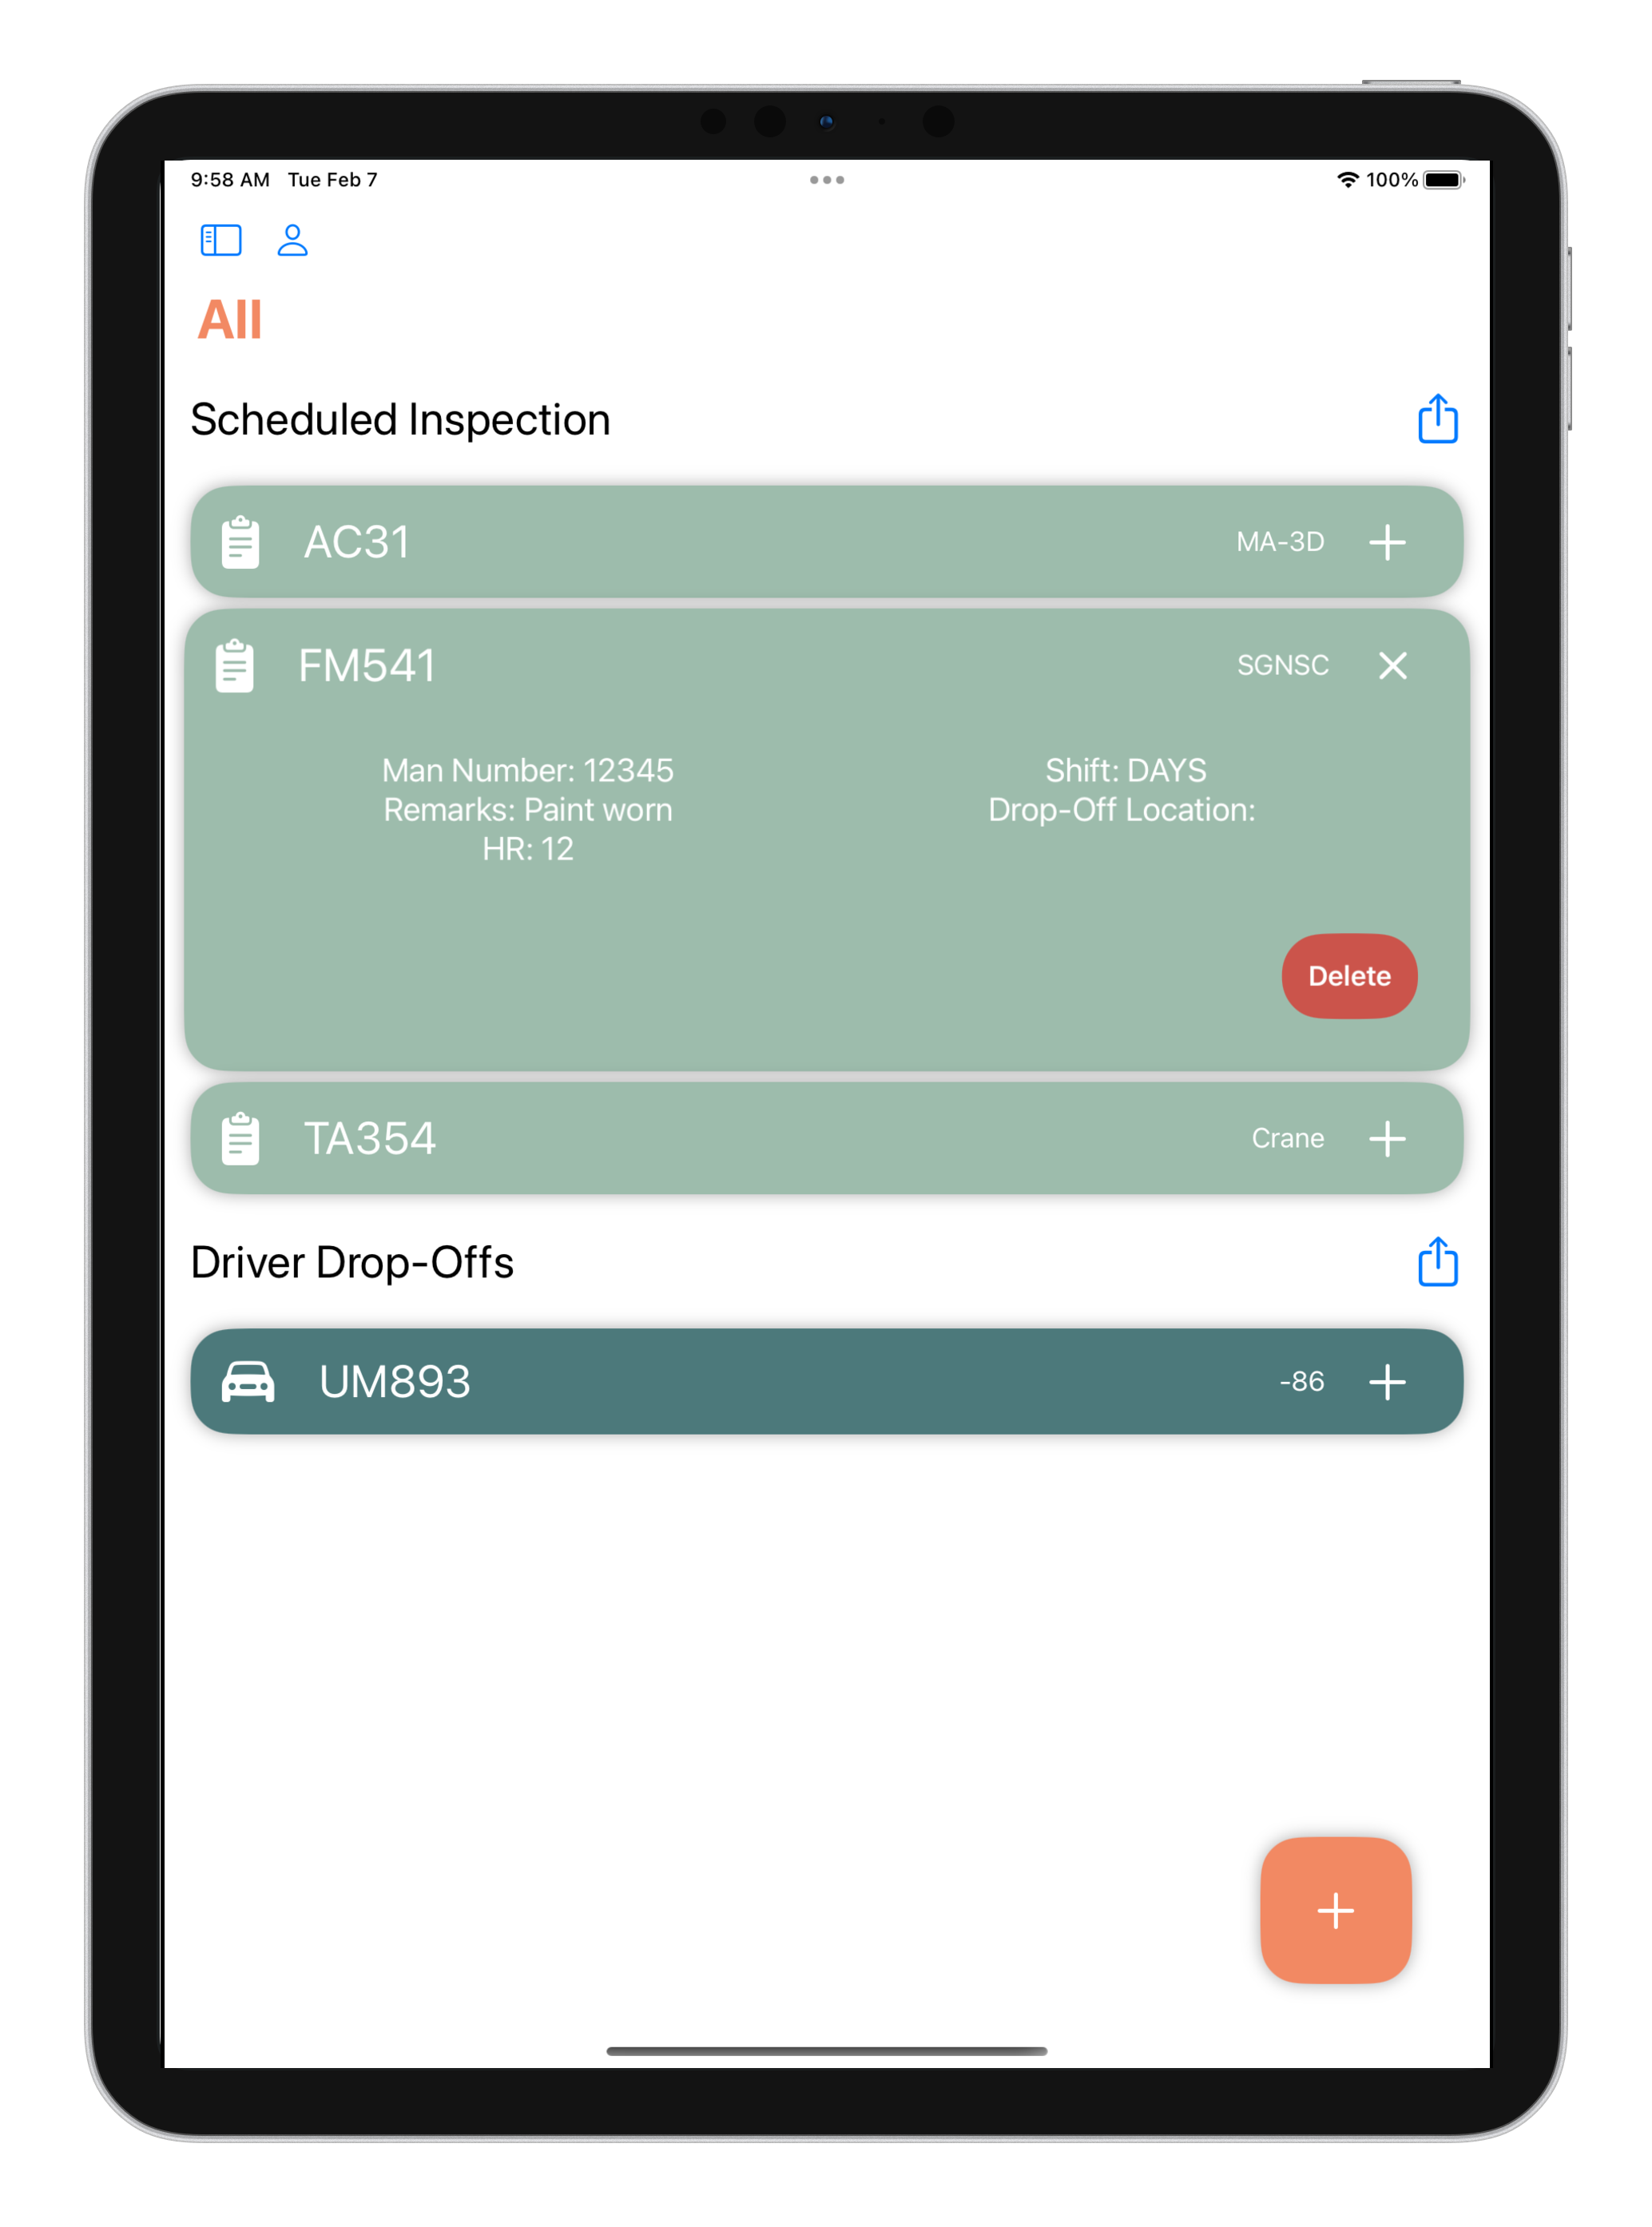 9:58 AM Tue Feb 7 100%
All
Scheduled Inspection
AC31 MA-3D
FM541 SGNSC
Man Number: 12345 Shift: DAYS
Remarks: Paint worn Drop-Off Location:
HR: 12
Delete
TA354 Crane
Driver Drop-Offs
UM893 -86